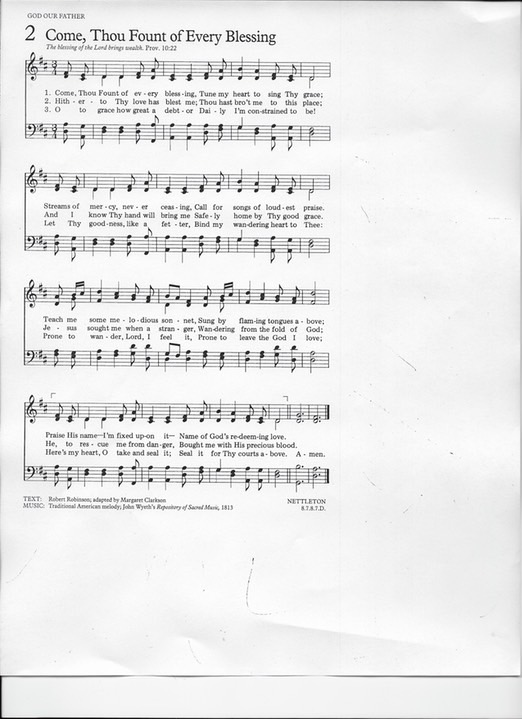 GOD OUR FATHER
2 Come, Thou Fount of Every Blessing
The blessing of the Lord brings wealth. Prov. 10:22
1. Come, Thou Fount of ev - ery bless - ing, Tune my heart to sing Thy grace;
2. Hith - er - to Thy love has blest me; Thou hast bro't me to this place;
3. O to grace how great a debt - or Dai - ly I'm con - strained to be!
Streams of mer - cy, nev - er ceas - ing, Call for songs of loud - est praise.
And I know Thy hand will bring me Safe - ly home by Thy good grace.
Let Thy good - ness, like a fet - ter, Bind my wan - dering heart to Thee:
Teach me some me - lo - dious son - net, Sung by flam - ing tongues a - bove;
Je - sus sought me when a stran - ger, Wan - dering from the fold of God;
Prone to wan - der, Lord, I feel it, Prone to leave the God I love;
Praise His name—I'm fixed up - on it— Name of God's re - deem - ing love.
He, to res - cue me from dan - ger, Bought me with His precious blood.
Here's my heart, O take and seal it; Seal it for Thy courts a - bove. A - men.
TEXT: Robert Robinson; adapted by Margaret Clarkson
MUSIC: Traditional American melody; John Wyeth's Repository of Sacred Music, 1813
NETTLETON
8.7.8.7.D.